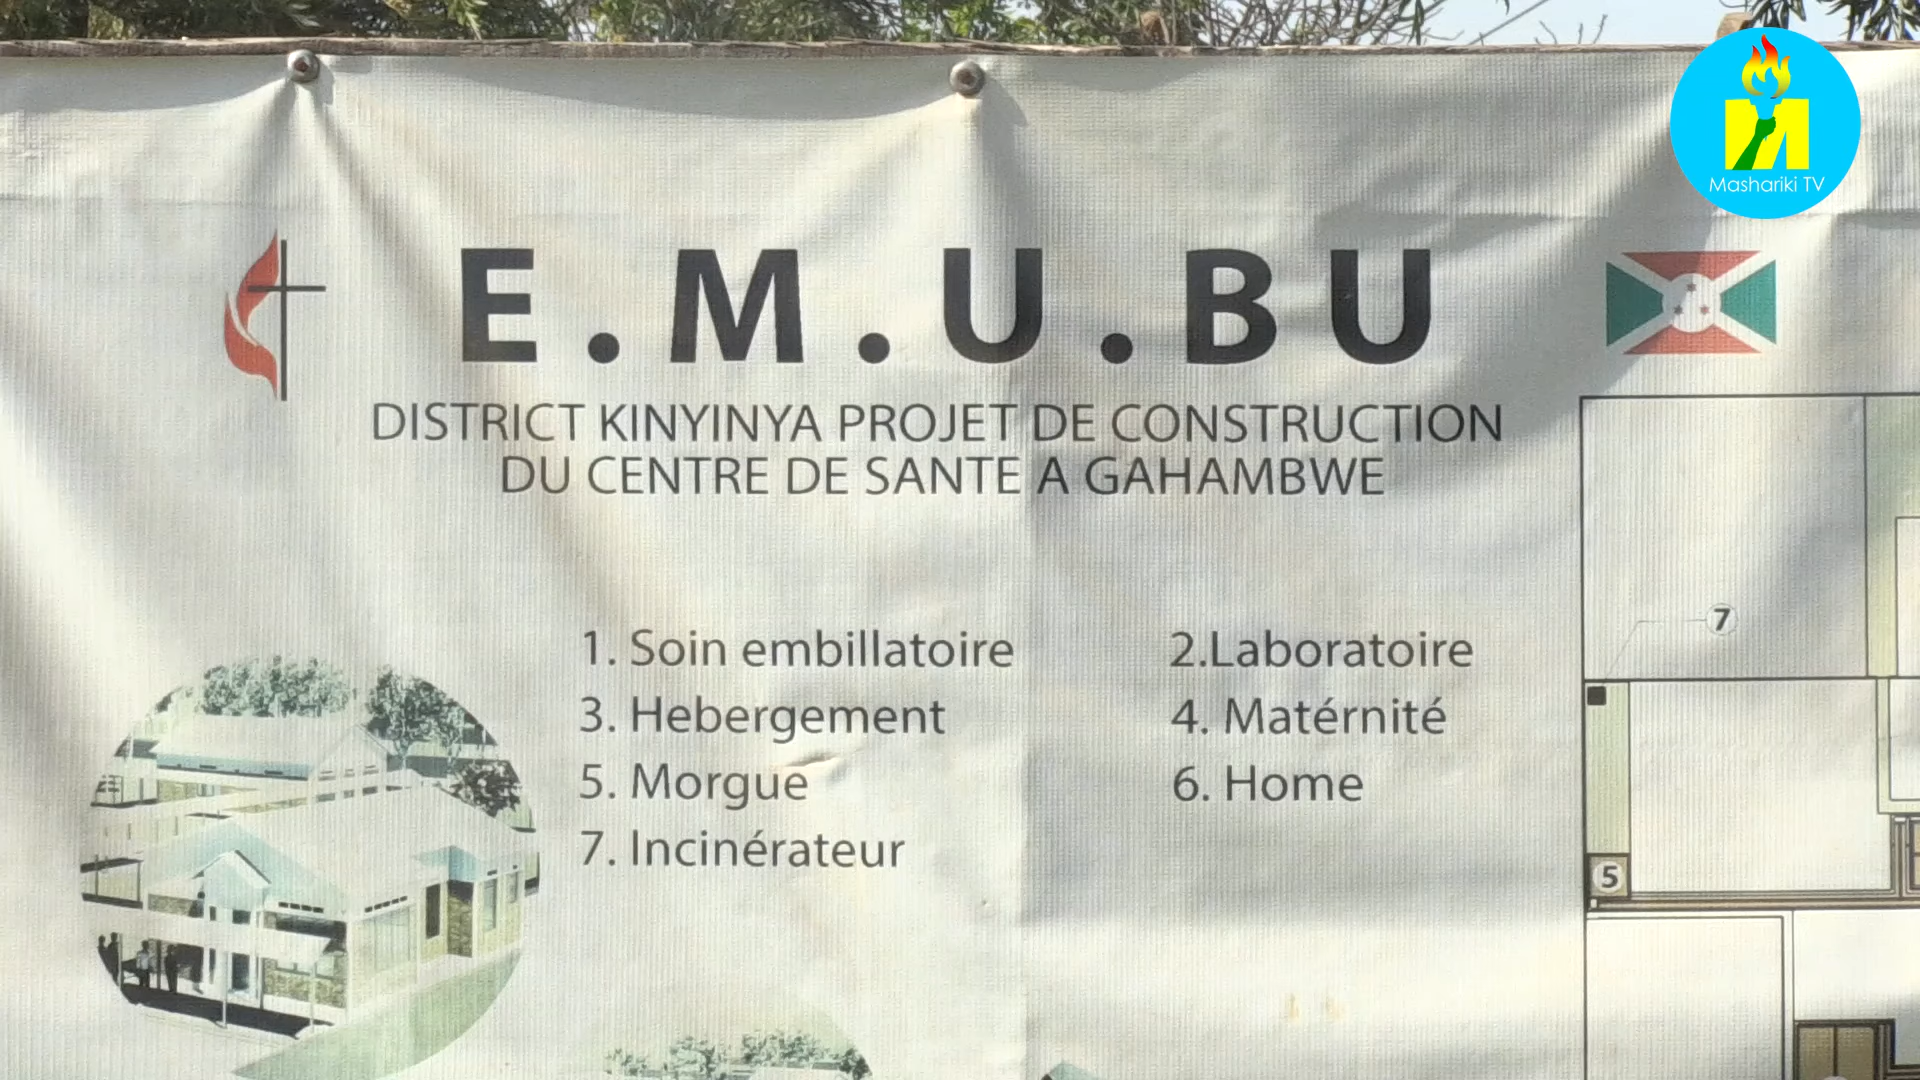 Mashariki TV
E.M.U.BU
DISTRICT KINYINYA PROJET DE CONSTRUCTION
DU CENTRE DE SANTE A GAHAMBWE
1. Soin embillatoire
2.Laboratoire
3. Hebergement
4. Matérnité
5. Morgue
6. Home
7. Incinérateur
7
5